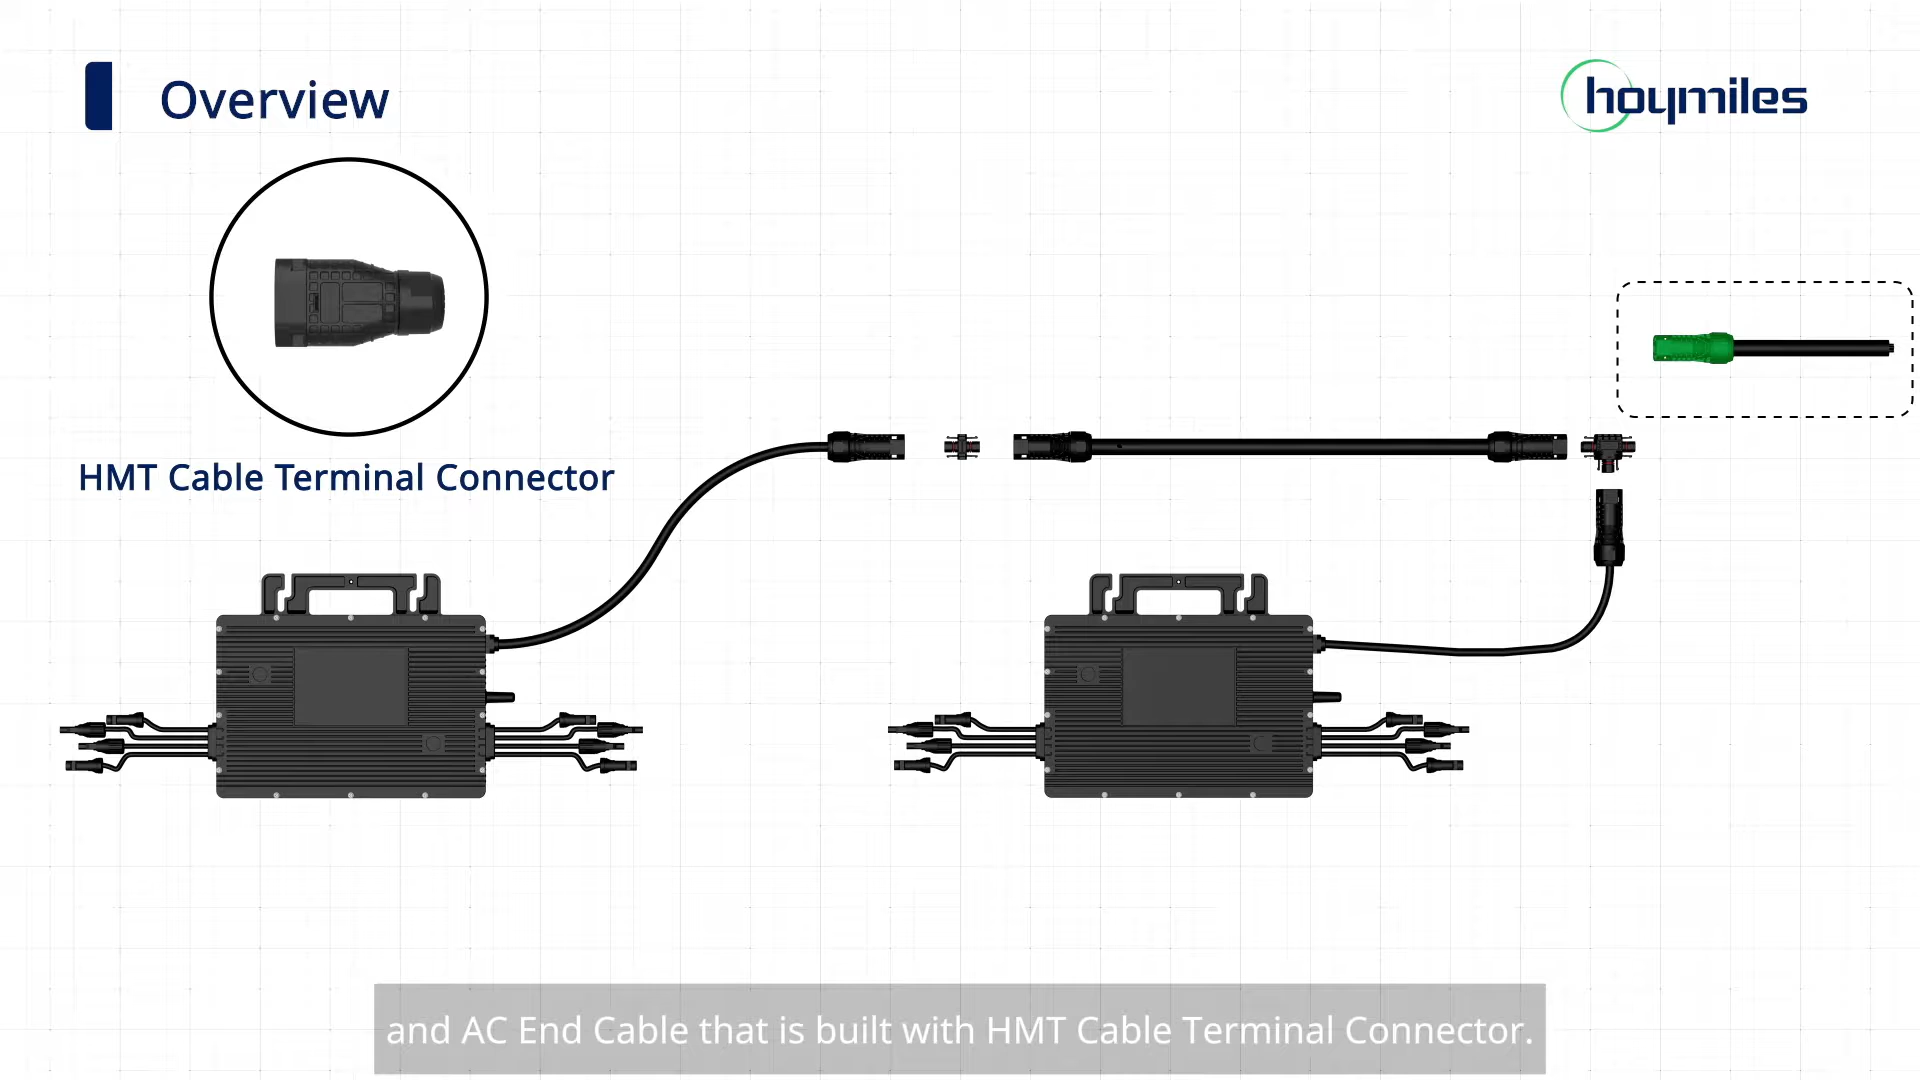 Overview
hoymiles
HMT Cable Terminal Connector
and AC End Cable that is built with HMT Cable Terminal Connector.